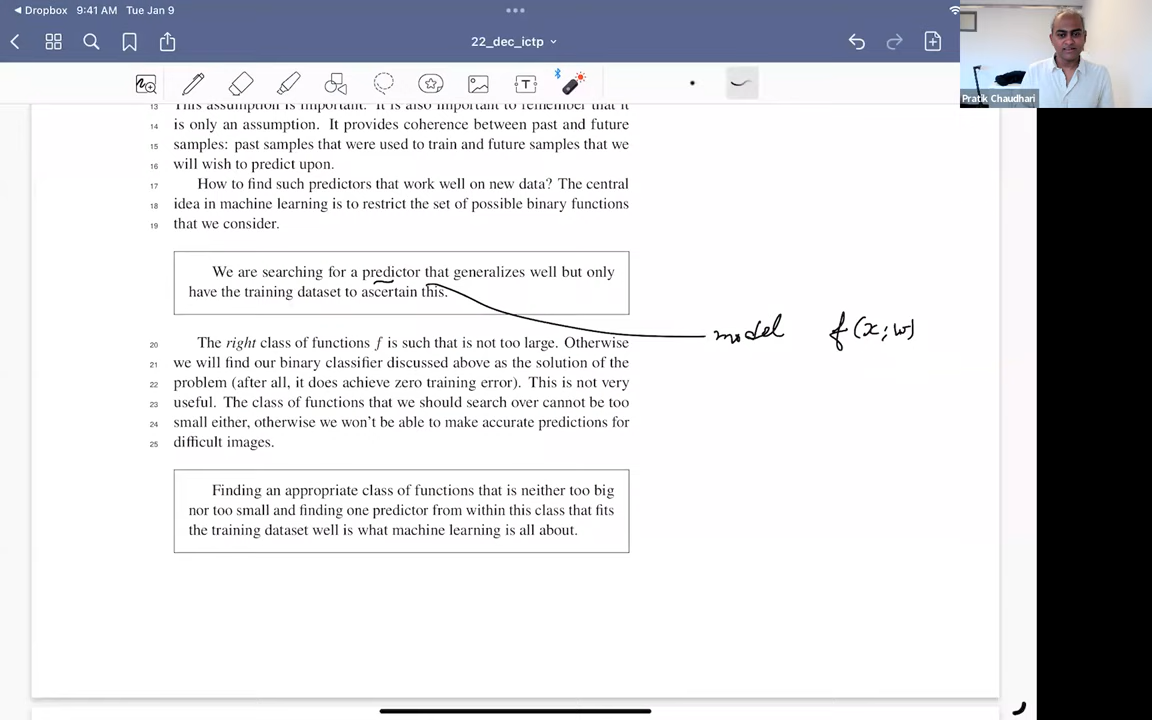 Dropbox 9:41 AM Tue Jan 9
22_dec_ictp
T
Pratik Chaudhari
13 This assumption is important. It is also important to remember that it
14 is only an assumption. It provides coherence between past and future
15 samples: past samples that were used to train and future samples that we
16 will wish to predict upon.
17 How to find such predictors that work well on new data? The central
18 idea in machine learning is to restrict the set of possible binary functions
19 that we consider.
We are searching for a predictor that generalizes well but only
have the training dataset to ascertain this.
model f(x;w)
20 The right class of functions f is such that is not too large. Otherwise
21 we will find our binary classifier discussed above as the solution of the
22 problem (after all, it does achieve zero training error). This is not very
23 useful. The class of functions that we should search over cannot be too
24 small either, otherwise we won't be able to make accurate predictions for
25 difficult images.
Finding an appropriate class of functions that is neither too big
nor too small and finding one predictor from within this class that fits
the training dataset well is what machine learning is all about.